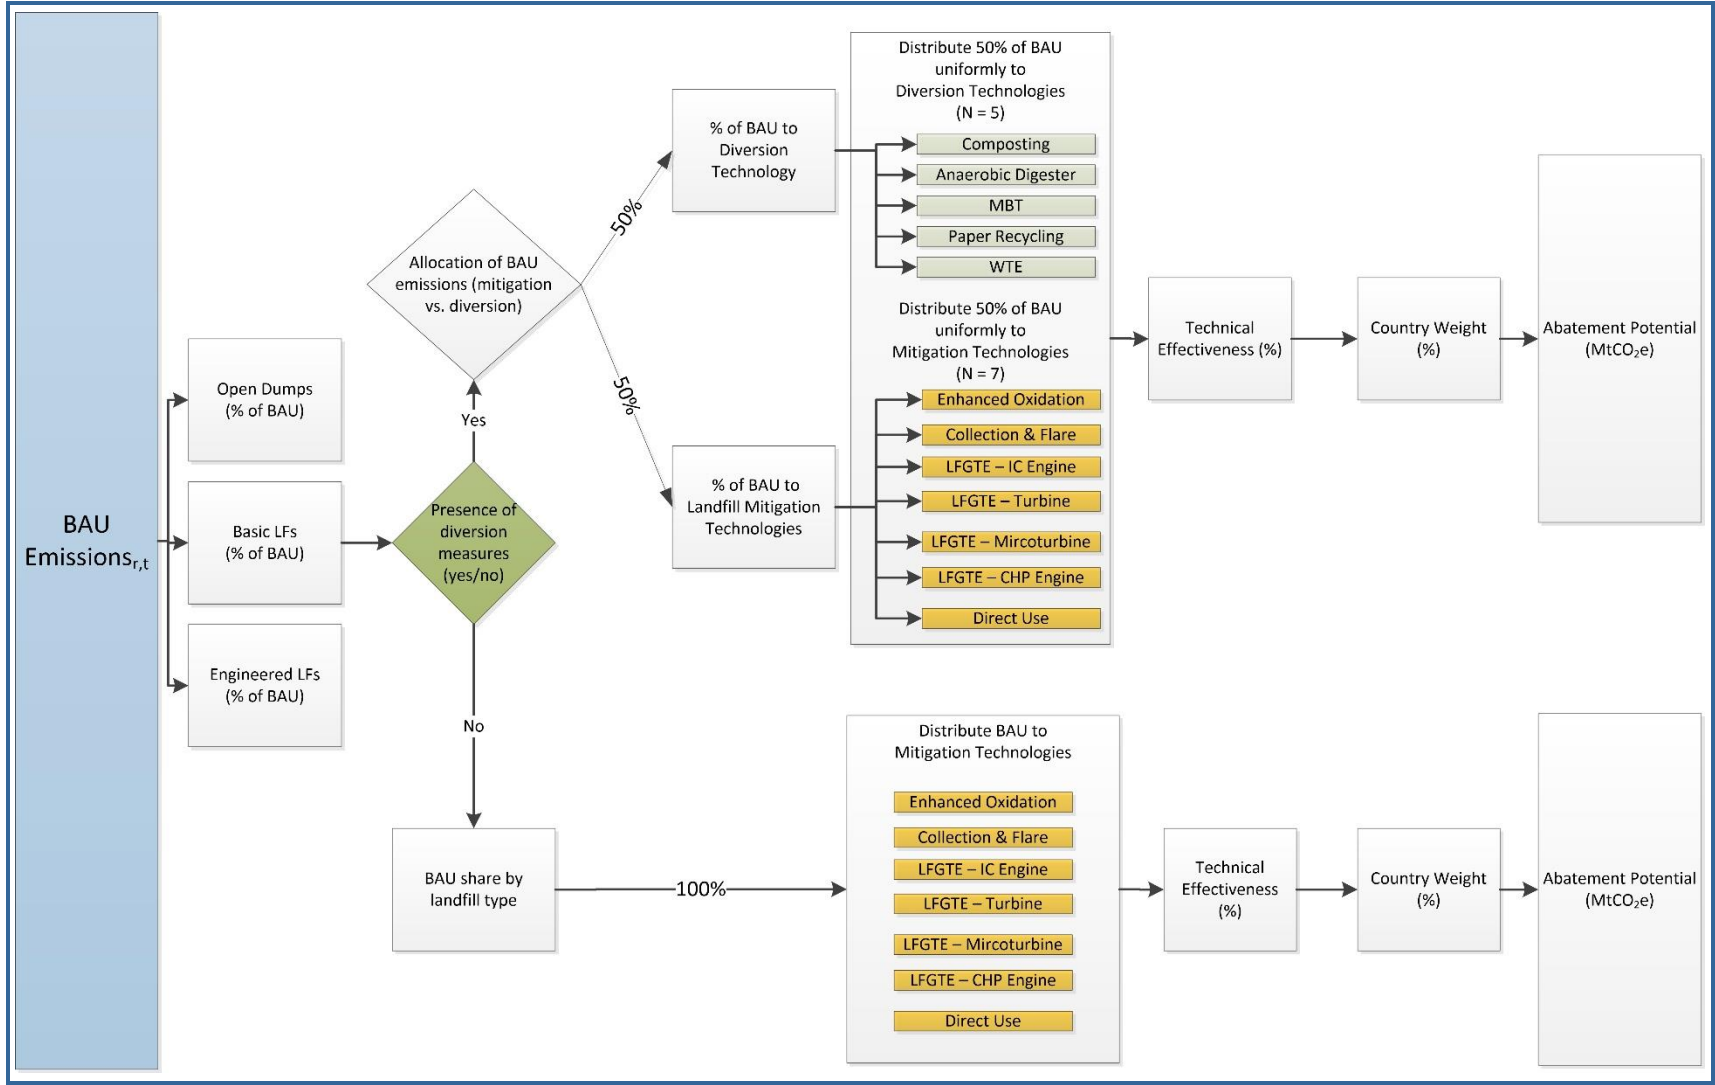 BAU
Emissionsr,t
Open Dumps
(% of BAU)
Basic LFs
(% of BAU)
Engineered LFs
(% of BAU)
Allocation of BAU
emissions (mitigation
vs. diversion)
Yes
Presence of
diversion
measures
(yes/no)
No
BAU share by
landfill type
50%
50%
100%
% of BAU to
Diversion
Technology
% of BAU to
Landfill Mitigation
Technologies
Distribute 50% of BAU
uniformly to
Diversion Technologies
(N = 5)
Composting
Anaerobic Digester
MBT
Paper Recycling
WTE
Distribute 50% of BAU
uniformly to
Mitigation Technologies
(N = 7)
Enhanced Oxidation
Collection & Flare
LFGTE – IC Engine
LFGTE – Turbine
LFGTE – Mircoturbine
LFGTE – CHP Engine
Direct Use
Technical
Effectiveness (%)
Country Weight
(%)
Abatement Potential
(MtCO₂e)
Distribute BAU to
Mitigation Technologies
Enhanced Oxidation
Collection & Flare
LFGTE – IC Engine
LFGTE – Turbine
LFGTE – Mircoturbine
LFGTE – CHP Engine
Direct Use
Technical
Effectiveness
(%)
Country Weight
(%)
Abatement Potential
(MtCO₂e)